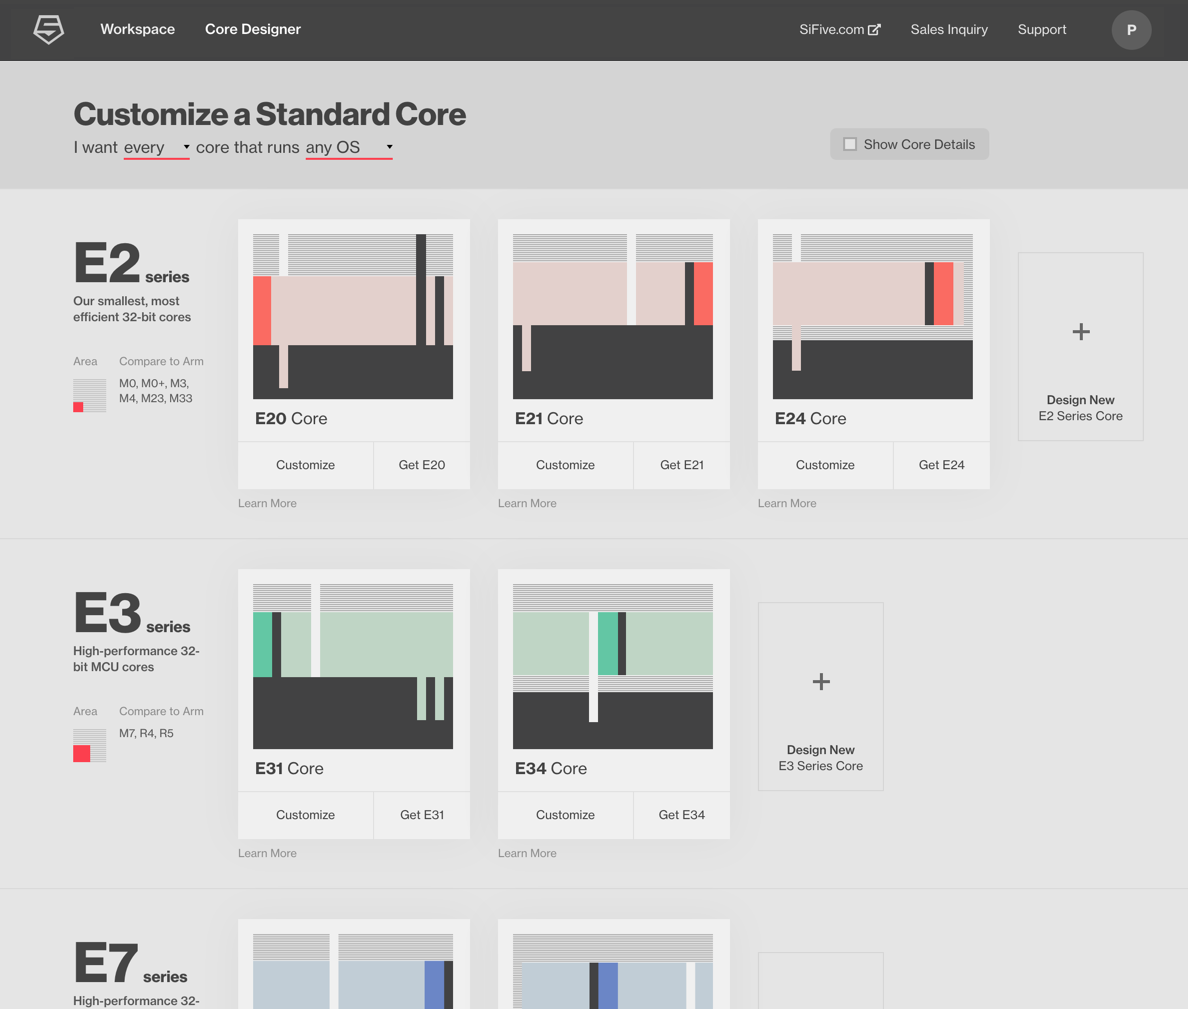 Workspace
Core Designer
SiFive.com
Sales Inquiry
Support
P
Customize a Standard Core
I want every core that runs any OS
Show Core Details
E2 series
Our smallest, most
efficient 32-bit cores
Area
Compare to Arm
M0, M0+, M3,
M4, M23, M33
E20 Core
Customize
Get E20
Learn More
E21 Core
Customize
Get E21
Learn More
E24 Core
Customize
Get E24
Learn More
+
Design New
E2 Series Core
E3 series
High-performance 32-
bit MCU cores
Area
Compare to Arm
M7, R4, R5
E31 Core
Customize
Get E31
Learn More
E34 Core
Customize
Get E34
Learn More
+
Design New
E3 Series Core
E7 series
High-performance 32-